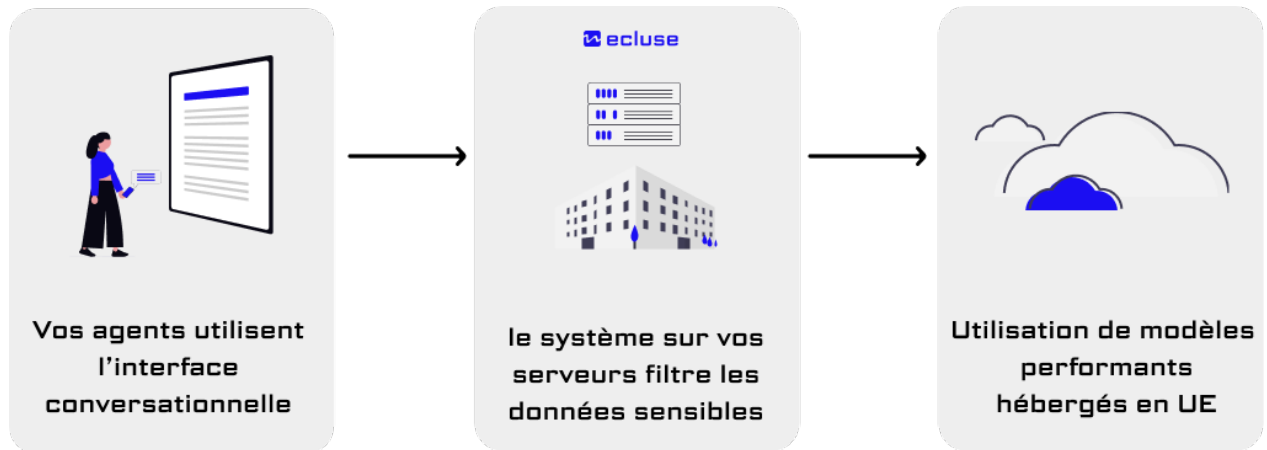 Vos agents utilisent
l'interface
conversationnelle
ecluse
le système sur vos
serveurs filtre les
données sensibles
Utilisation de modèles
performants
hébergés en UE